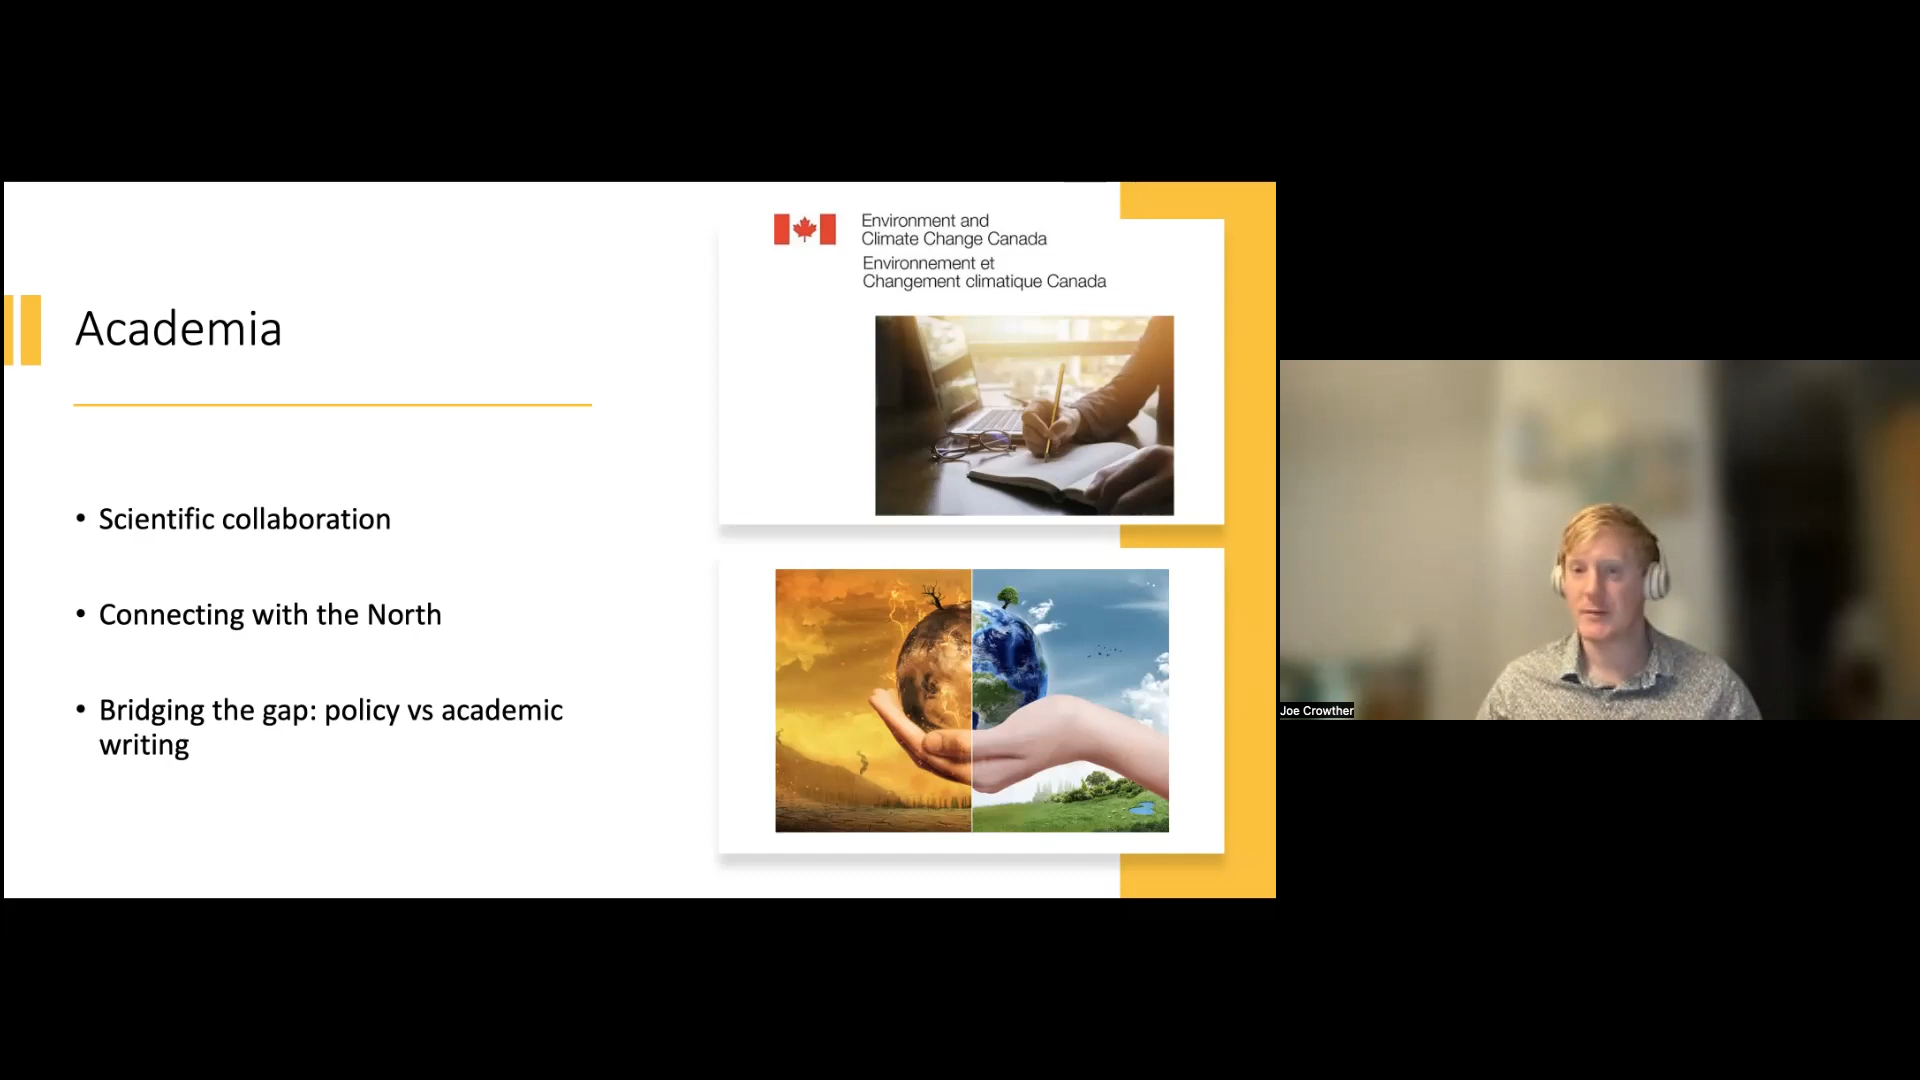 Environment and
Climate Change Canada
Environnement et
Changement climatique Canada
Academia
• Scientific collaboration
• Connecting with the North
• Bridging the gap: policy vs academic
writing
Joe Crowther